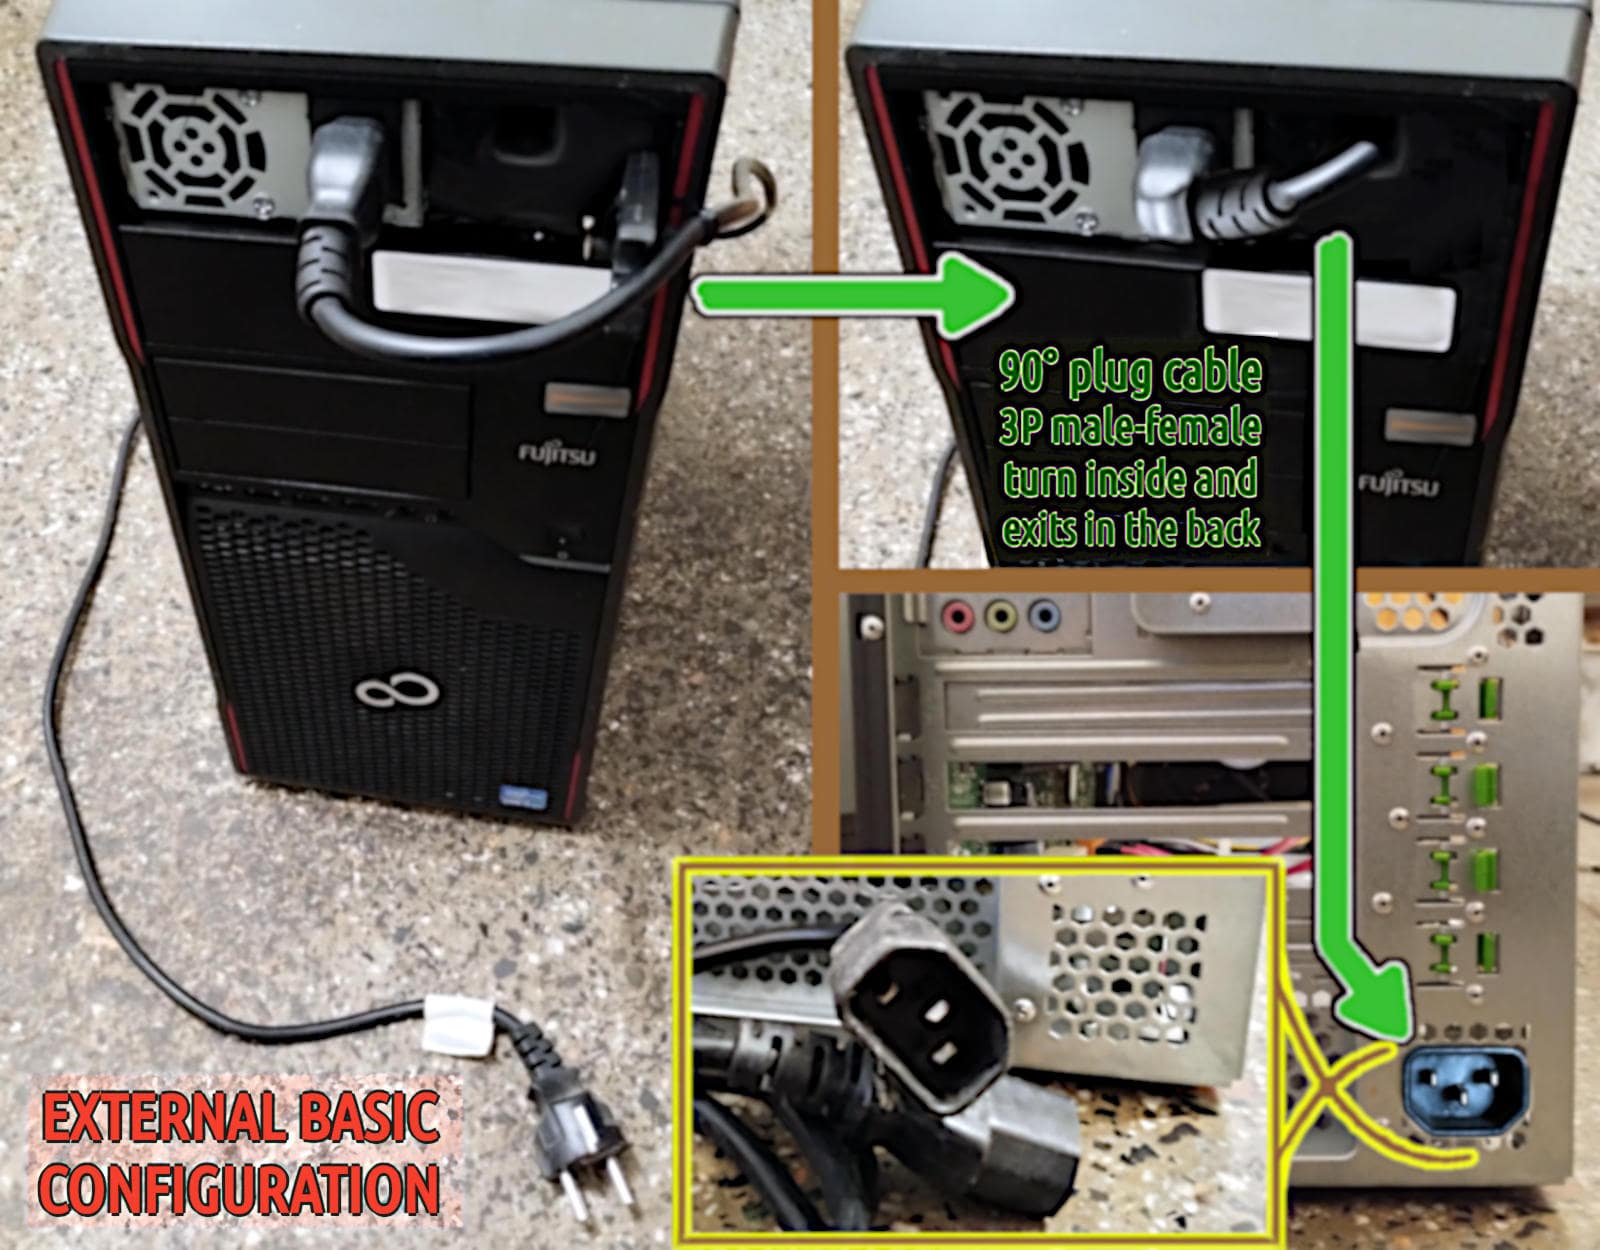 FUJITSU
EXTERNAL BASIC
CONFIGURATION
90° plug cable
3P male-female
turn inside and
exits in the back
FUJITSU